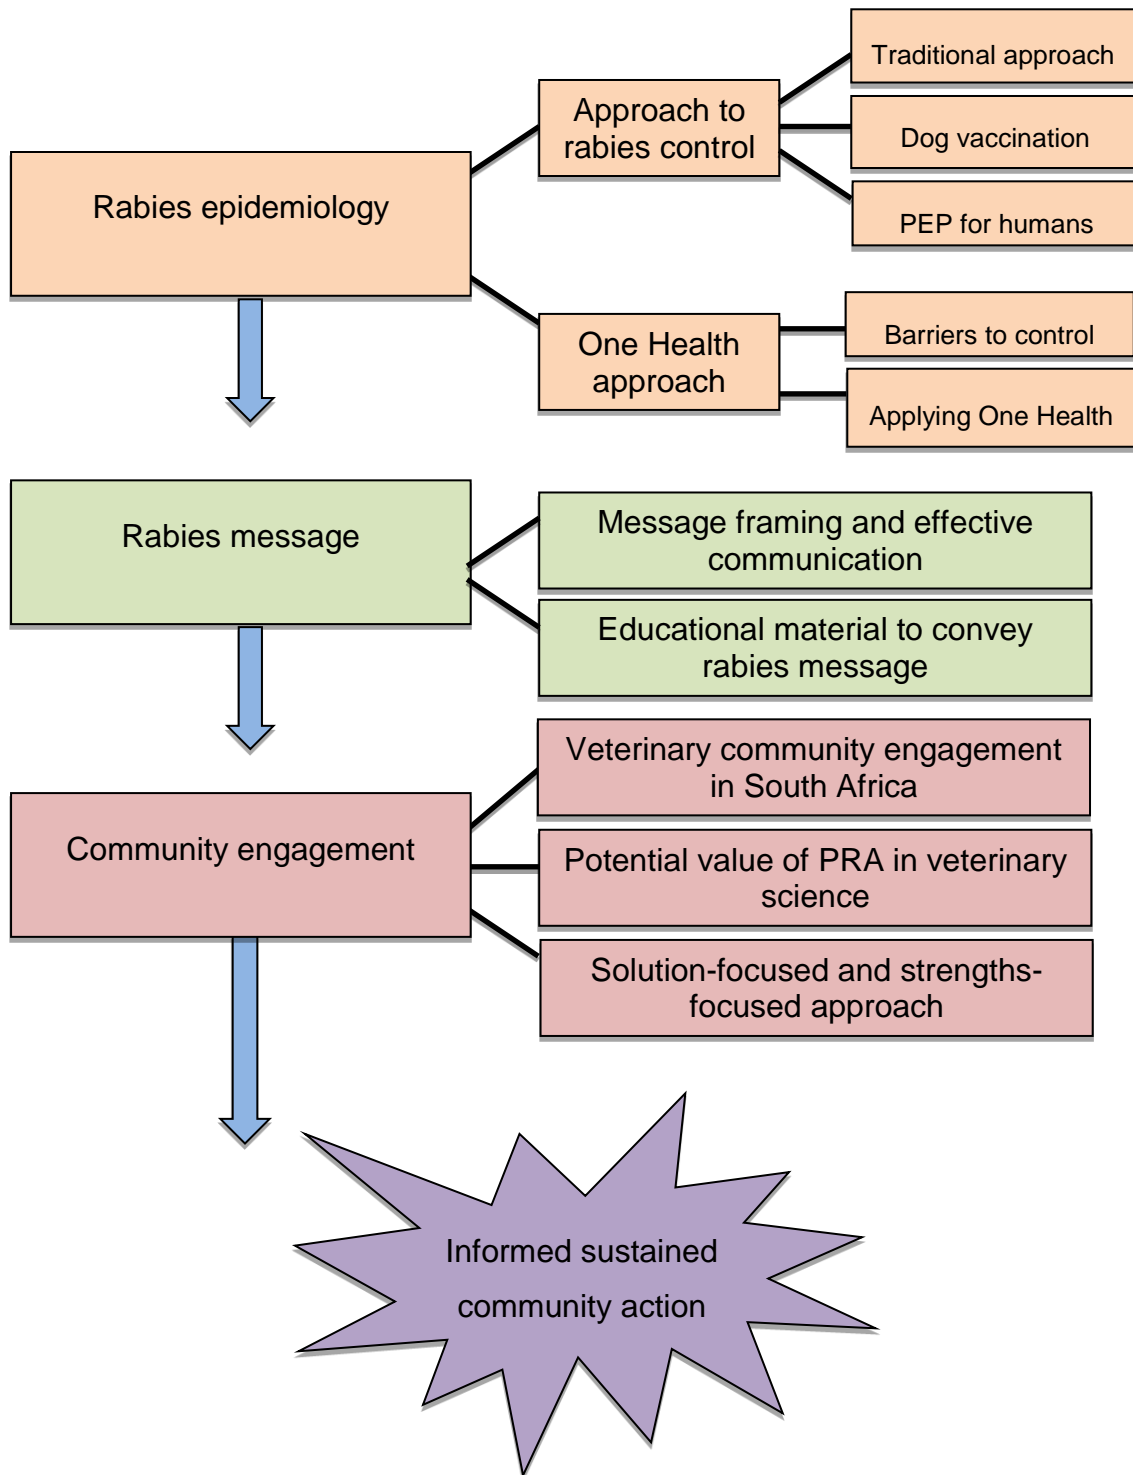 Traditional approach
Approach to
rabies control
Dog vaccination
Rabies epidemiology
PEP for humans
One Health
approach
Barriers to control
Applying One Health
Rabies message
Message framing and effective
communication
Educational material to convey
rabies message
Veterinary community engagement
in South Africa
Community engagement
Potential value of PRA in veterinary
science
Solution-focused and strengths-
focused approach
Informed sustained
community action